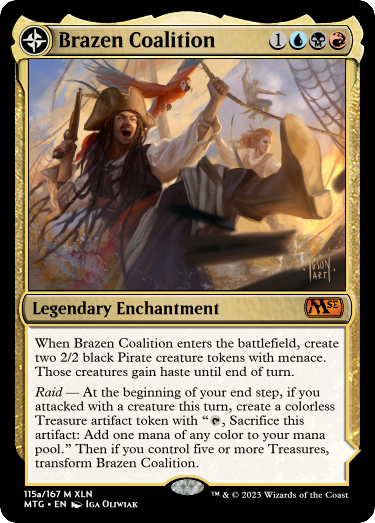 Brazen Coalition 1
Legendary Enchantment MSE
When Brazen Coalition enters the battlefield, create
two 2/2 black Pirate creature tokens with menace.
Those creatures gain haste until end of turn.
Raid — At the beginning of your end step, if you
attacked with a creature this turn, create a colorless
Treasure artifact token with “, Sacrifice this
artifact: Add one mana of any color to your mana
pool.” Then if you control five or more Treasures,
transform Brazen Coalition.
115a/167 M XLN
MTG • EN Iga Oliwiak
™ & © 2023 Wizards of the Coast